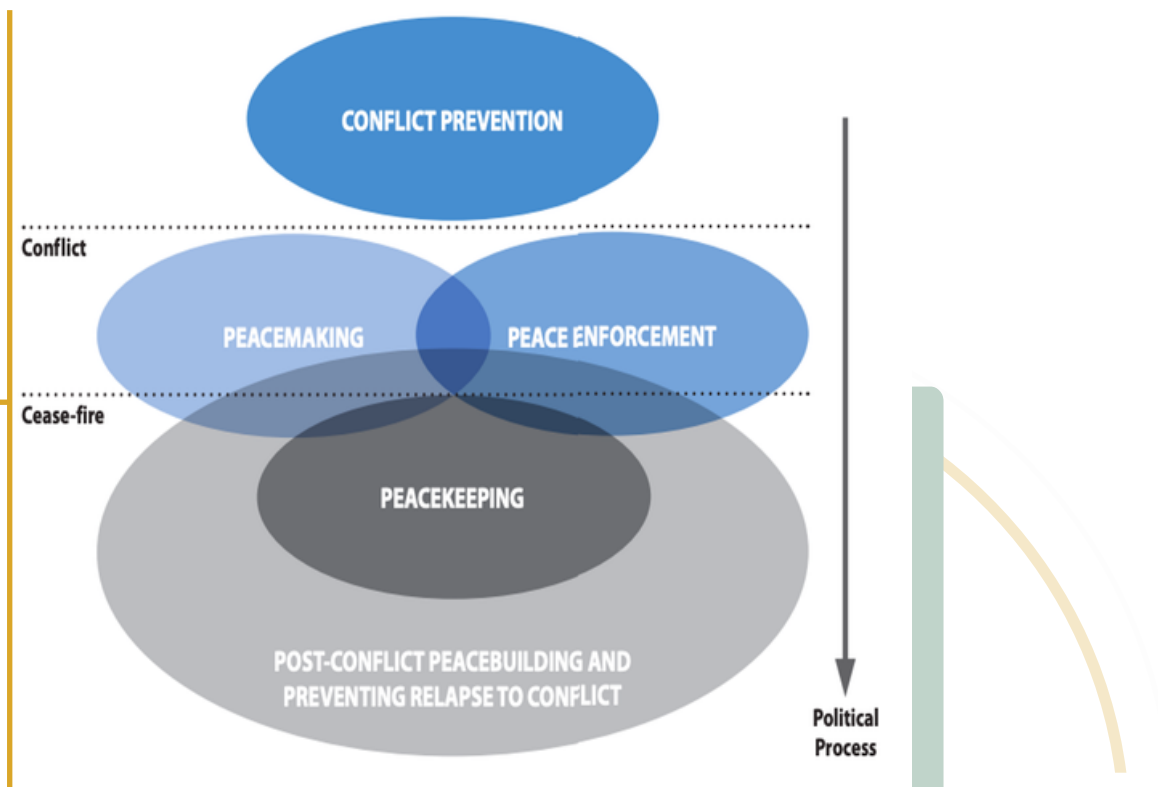 CONFLICT PREVENTION
Conflict
PEACEMAKING
PEACE ENFORCEMENT
Cease-fire
PEACEKEEPING
POST-CONFLICT PEACEBUILDING AND
PREVENTING RELAPSE TO CONFLICT
Political
Process